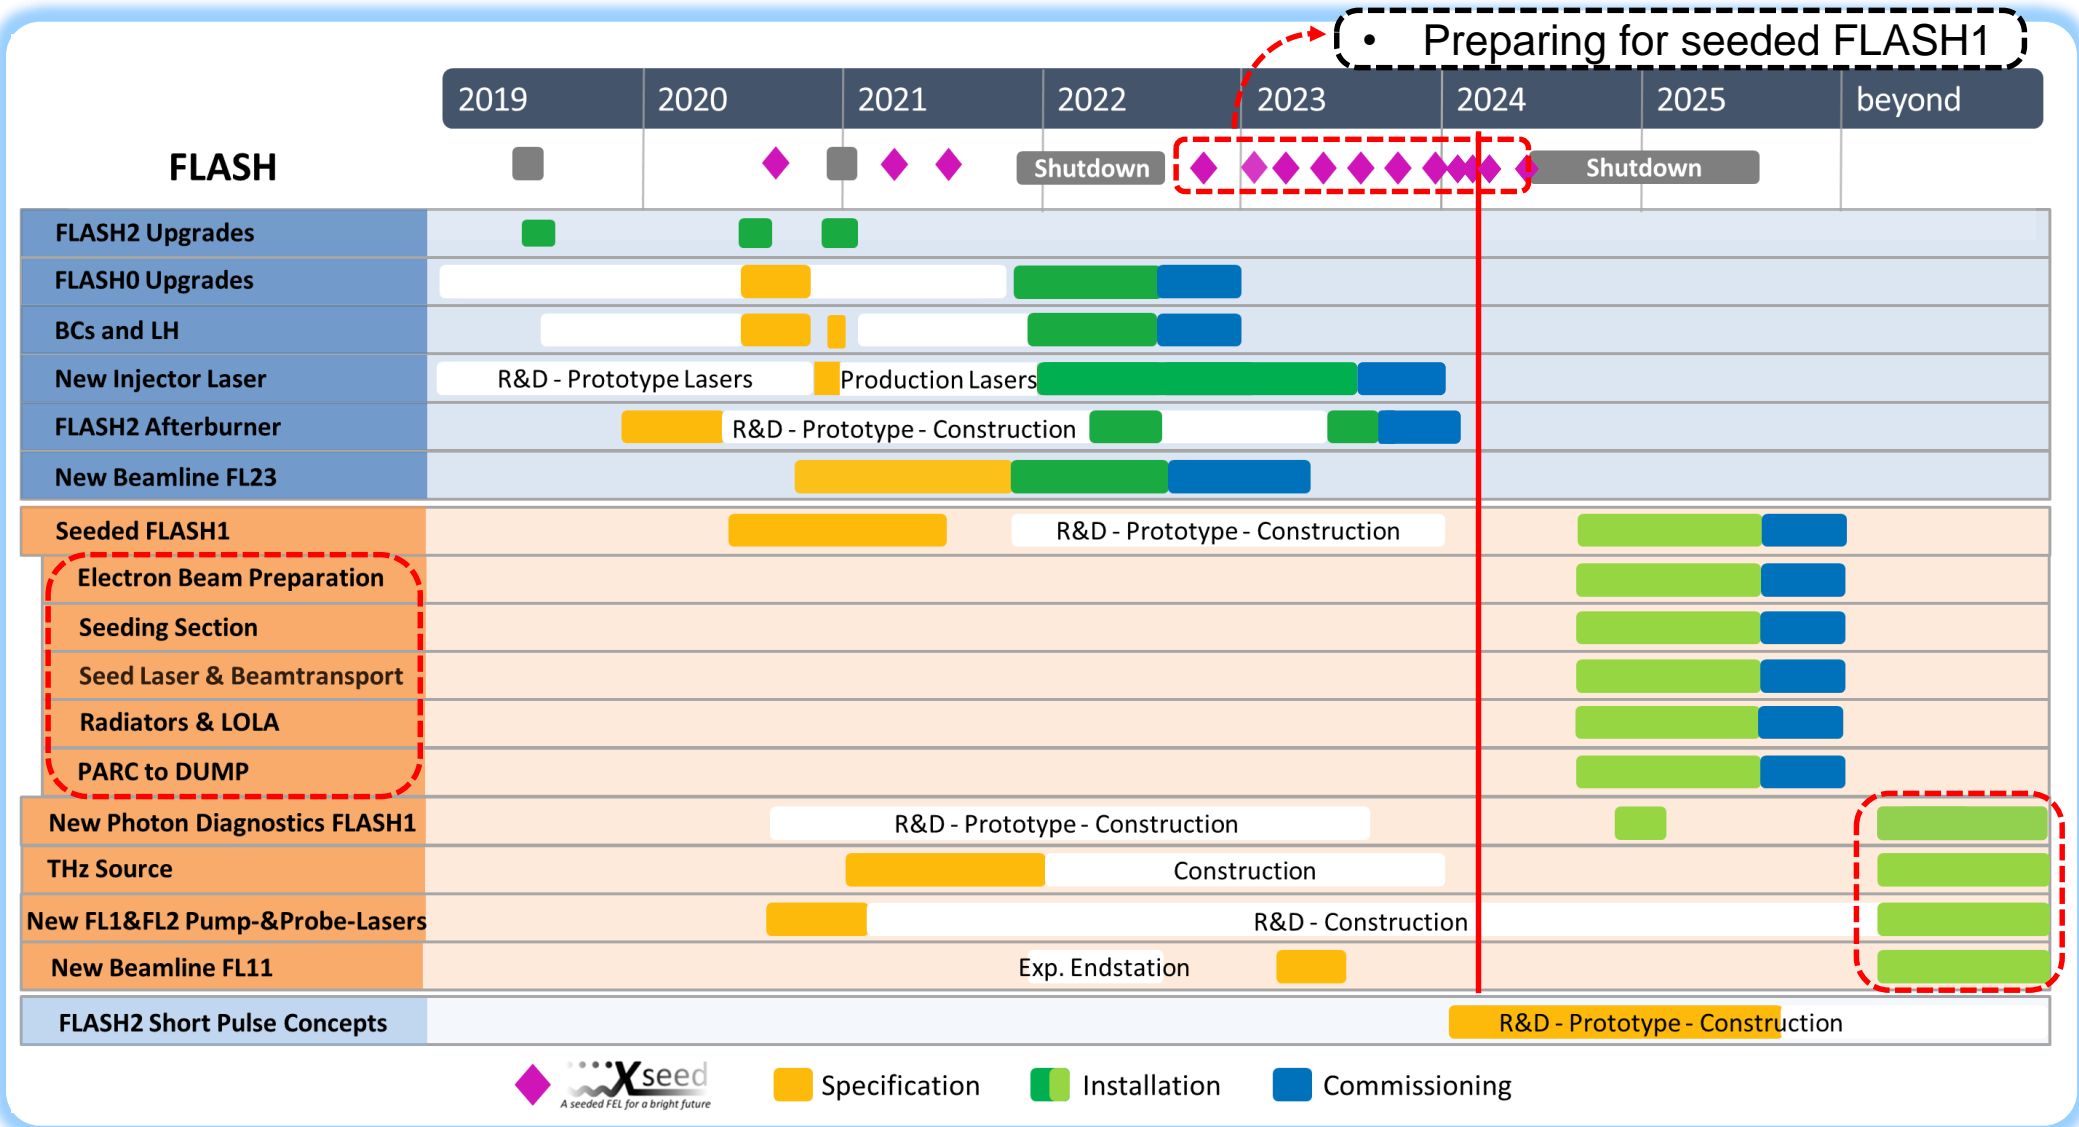 • Preparing for seeded FLASH1
2019 2020 2021 2022 2023 2024 2025 beyond
FLASH Shutdown Shutdown
FLASH2 Upgrades
FLASH0 Upgrades
BCs and LH
New Injector Laser R&D - Prototype Lasers Production Lasers
FLASH2 Afterburner R&D - Prototype - Construction
New Beamline FL23
Seeded FLASH1 R&D - Prototype - Construction
Electron Beam Preparation
Seeding Section
Seed Laser & Beamtransport
Radiators & LOLA
PARC to DUMP
New Photon Diagnostics FLASH1 R&D - Prototype - Construction
THz Source Construction
New FL1&FL2 Pump-&Probe-Lasers R&D - Construction
New Beamline FL11 Exp. Endstation
FLASH2 Short Pulse Concepts R&D - Prototype - Construction
Xseed Specification Installation Commissioning
A seeded FEL for a bright future